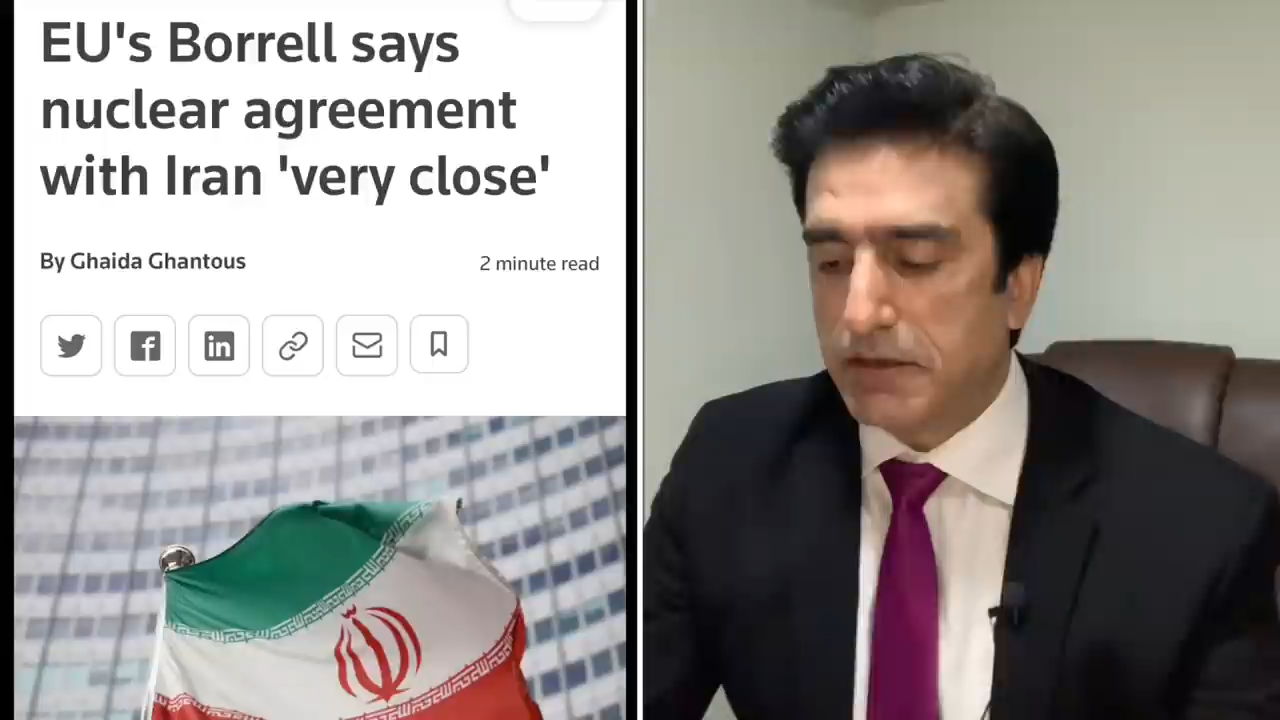 EU's Borrell says
nuclear agreement
with Iran 'very close'
By Ghaida Ghantous
2 minute read